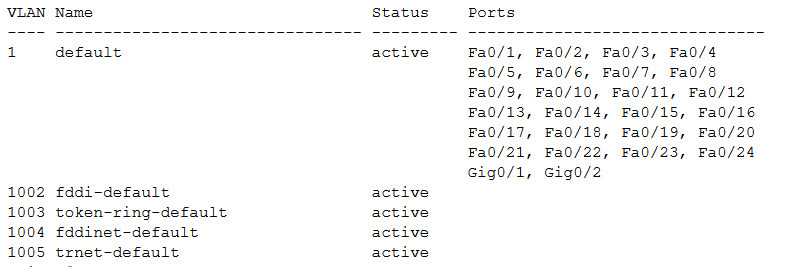 VLAN Name                             Status    Ports
---- -------------------------------- --------- -------------------------------
1    default                          active    Fa0/1, Fa0/2, Fa0/3, Fa0/4
                                                Fa0/5, Fa0/6, Fa0/7, Fa0/8
                                                Fa0/9, Fa0/10, Fa0/11, Fa0/12
                                                Fa0/13, Fa0/14, Fa0/15, Fa0/16
                                                Fa0/17, Fa0/18, Fa0/19, Fa0/20
                                                Fa0/21, Fa0/22, Fa0/23, Fa0/24
                                                Gig0/1, Gig0/2
1002 fddi-default                     active
1003 token-ring-default               active
1004 fddinet-default                  active
1005 trnet-default                    active